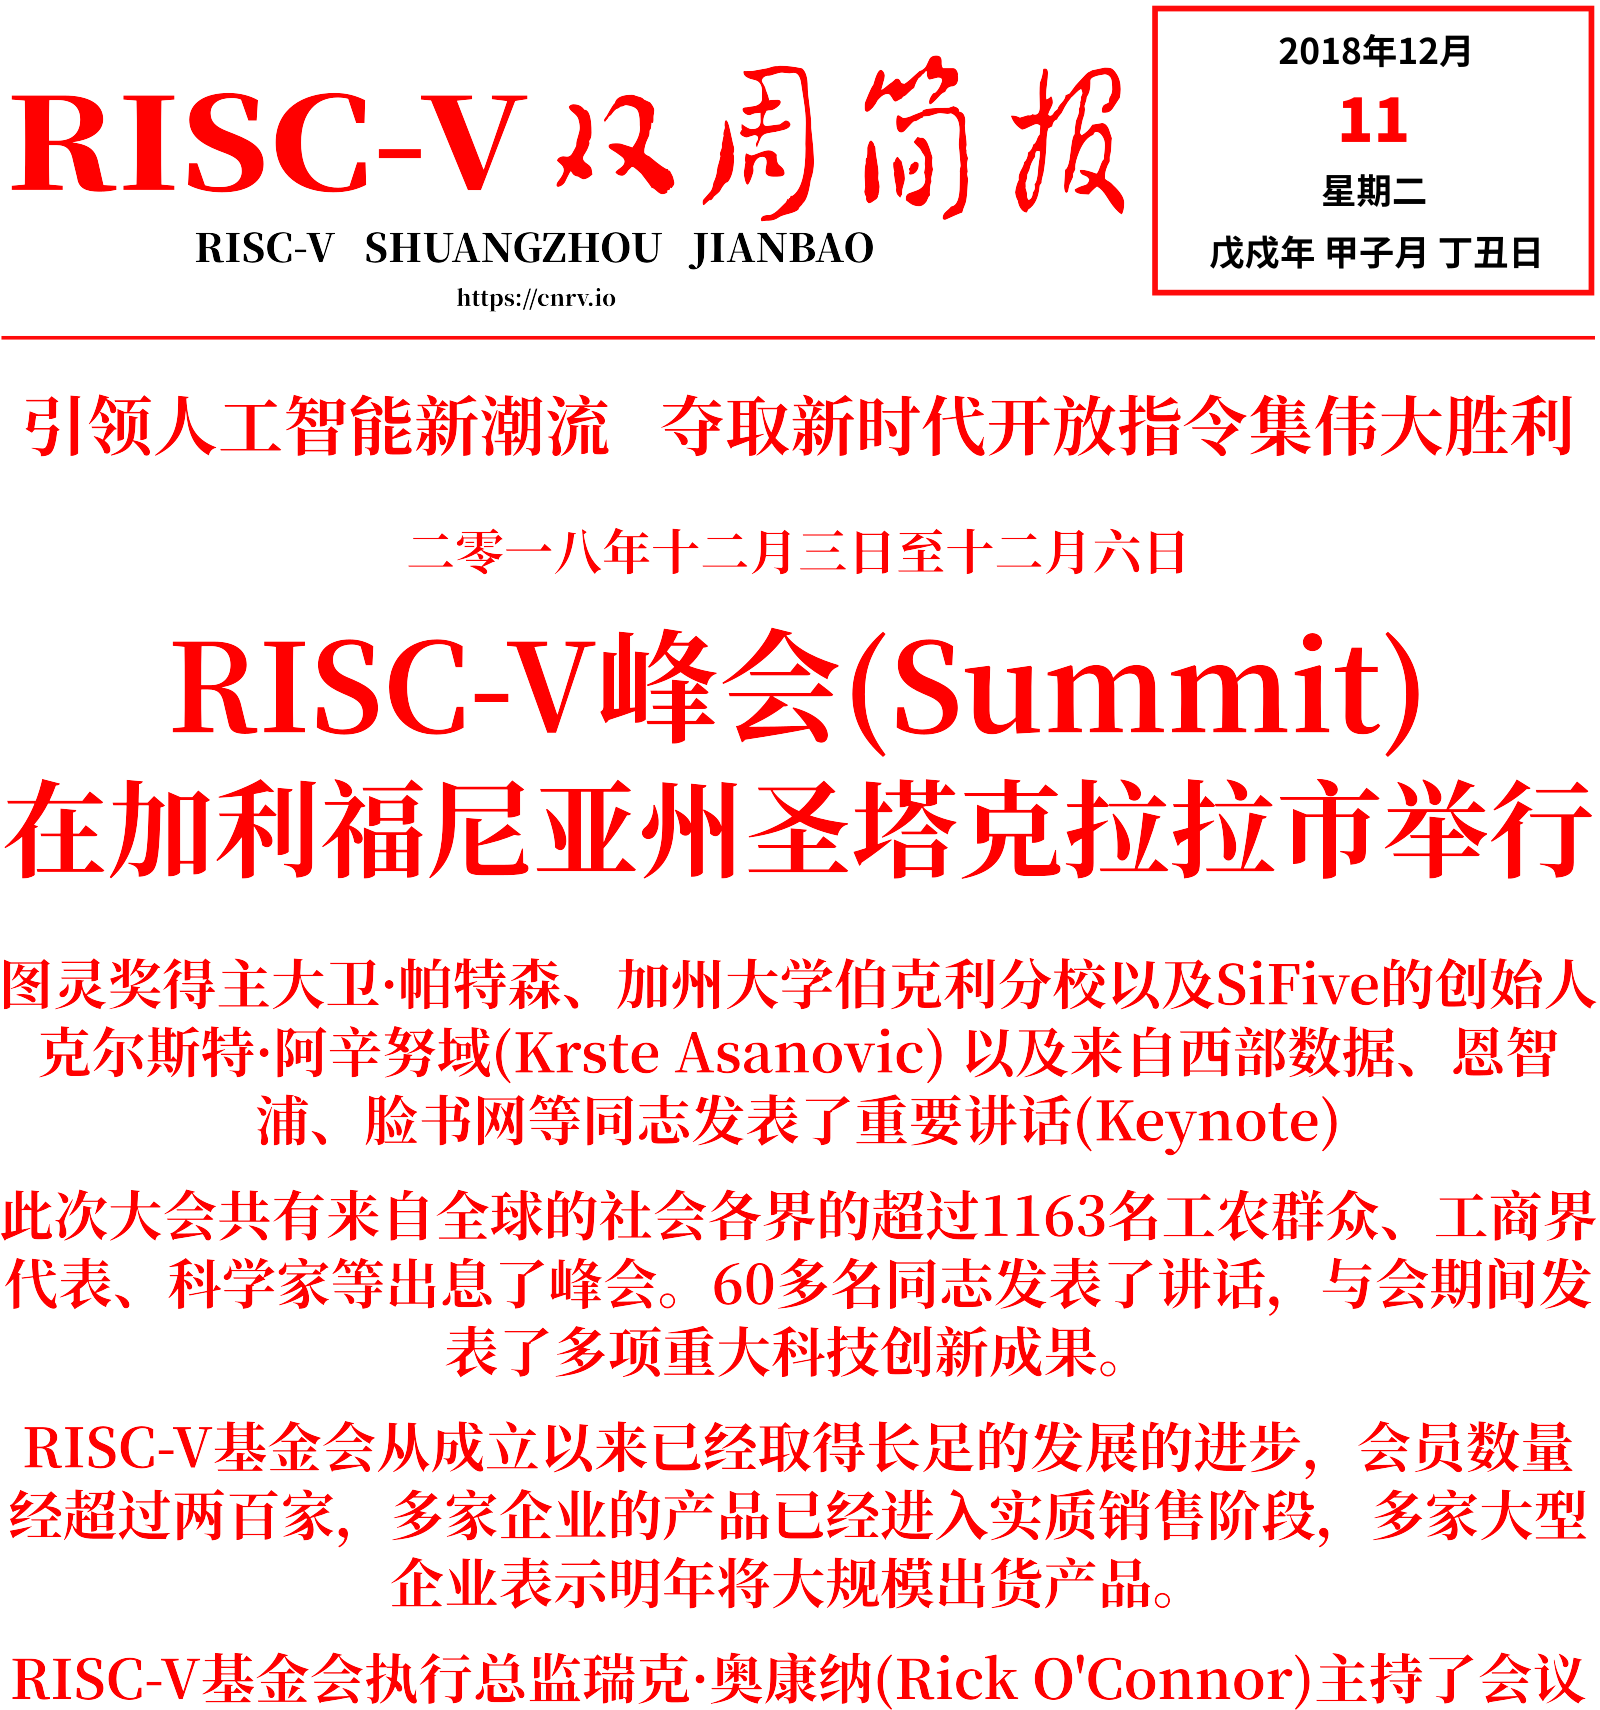 RISC-V 双周简报
RISC-V SHUANGZHOU JIANBAO
https://cnrv.io
2018年12月
11
星期二
戊戍年 甲子月 丁丑日
引领人工智能新潮流 夺取新时代开放指令集伟大胜利
二零一八年十二月三日至十二月六日
RISC-V峰会(Summit)
在加利福尼亚州圣塔克拉拉市举行
图灵奖得主大卫·帕特森、加州大学伯克利分校以及SiFive的创始人
克尔斯特·阿辛努域(Krste Asanovic) 以及来自西部数据、恩智
浦、脸书网等同志发表了重要讲话(Keynote)
此次大会共有来自全球的社会各界的超过1163名工农群众、工商界
代表、科学家等出息了峰会。60多名同志发表了讲话，与会期间发
表了多项重大科技创新成果。
RISC-V基金会从成立以来已经取得长足的发展的进步，会员数量
经超过两百家，多家企业的产品已经进入实质销售阶段，多家大型
企业表示明年将大规模出货产品。
RISC-V基金会执行总监瑞克·奥康纳(Rick O'Connor)主持了会议